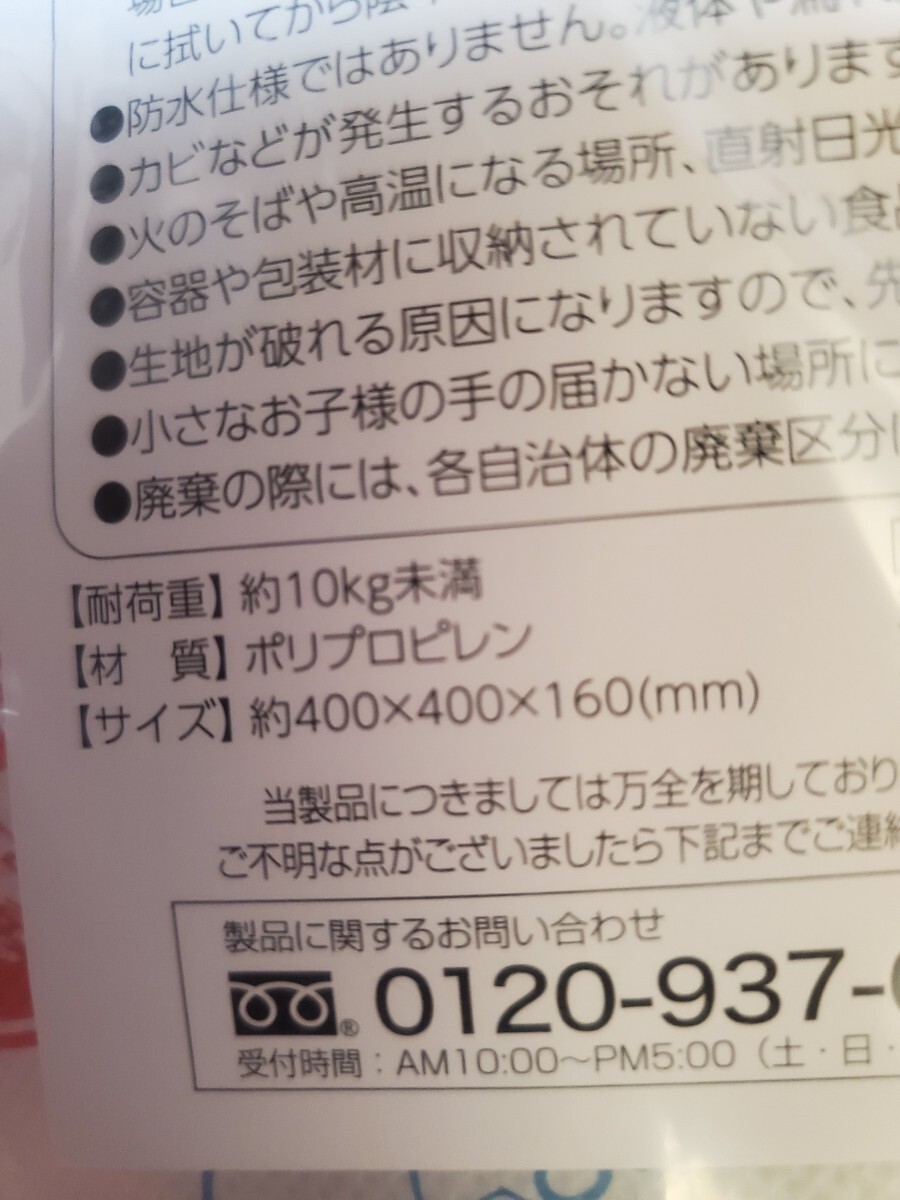 に拭いてから陰
●防水仕様ではありません。液体や濡
●カビなどが発生するおそれがあります
●火のそばや高温になる場所、直射日光
●容器や包装材に収納されていない食品
●生地が破れる原因になりますので、先
●小さなお子様の手の届かない場所に
●廃棄の際には、各自治体の廃棄区分に
【耐荷重】約10kg未満
【材　質】ポリプロピレン
【サイズ】約400×400×160(mm)
当製品につきましては万全を期しており
ご不明な点がございましたら下記までご連絡
製品に関するお問い合わせ
® 0120-937-
受付時間：AM10:00〜PM5:00（土・日・